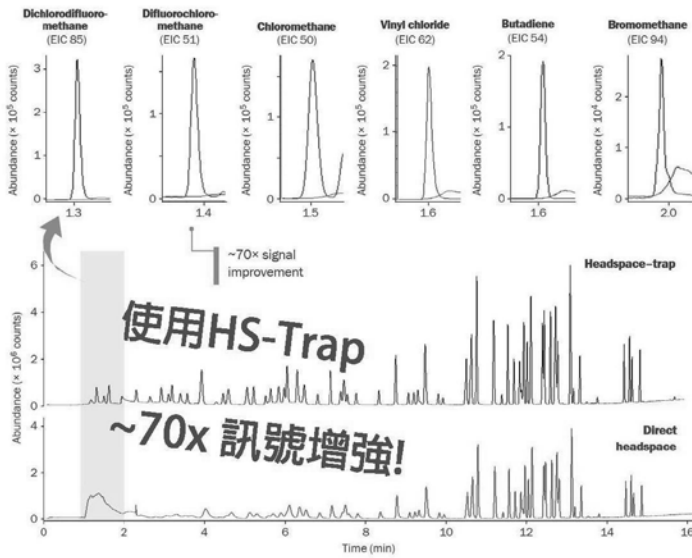 Dichlorodifluoro-
methane
(EIC 85)
Difluorochloro-
methane
(EIC 51)
Chloromethane
(EIC 50)
Vinyl chloride
(EIC 62)
Butadiene
(EIC 54)
Bromomethane
(EIC 94)
Abundance (× 10⁵ counts)
3
2
1
0
1.3
Abundance (× 10⁵ counts)
1
0
1.4
Abundance (× 10⁵ counts)
1
0
1.5
Abundance (× 10⁵ counts)
2
1
0
1.6
Abundance (× 10⁵ counts)
2
1
0
1.6
Abundance (× 10⁴ counts)
3
2
1
0
2.0
~70× signal
improvement
Headspace–trap
Abundance (× 10⁶ counts)
6
4
2
0
使用HS-Trap
~70x 訊號增強!
Direct
headspace
4
2
0
0
2
4
6
8
10
12
14
16
Time (min)